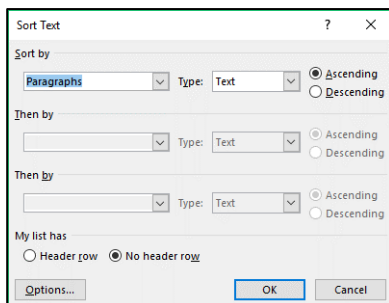 Sort Text ?
Sort by
Paragraphs Type: Text Ascending
Descending
Then by
Type: Text Ascending
Descending
Then by
Type: Text Ascending
Descending
My list has
Header row No header row
Options... OK Cancel